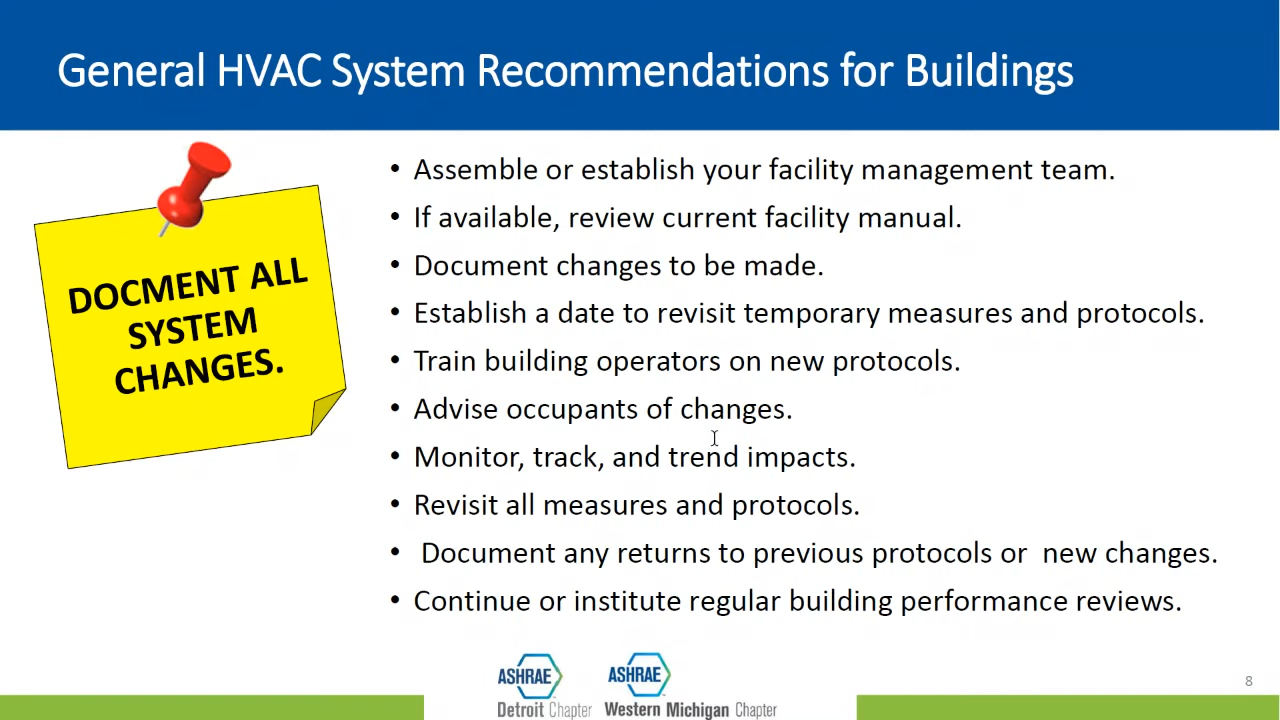 General HVAC System Recommendations for Buildings
DOCMENT ALL
SYSTEM
CHANGES.
• Assemble or establish your facility management team.
• If available, review current facility manual.
• Document changes to be made.
• Establish a date to revisit temporary measures and protocols.
• Train building operators on new protocols.
• Advise occupants of changes.
• Monitor, track, and trend impacts.
• Revisit all measures and protocols.
• Document any returns to previous protocols or new changes.
• Continue or institute regular building performance reviews.
ASHRAE
Detroit Chapter
ASHRAE
Western Michigan Chapter
8